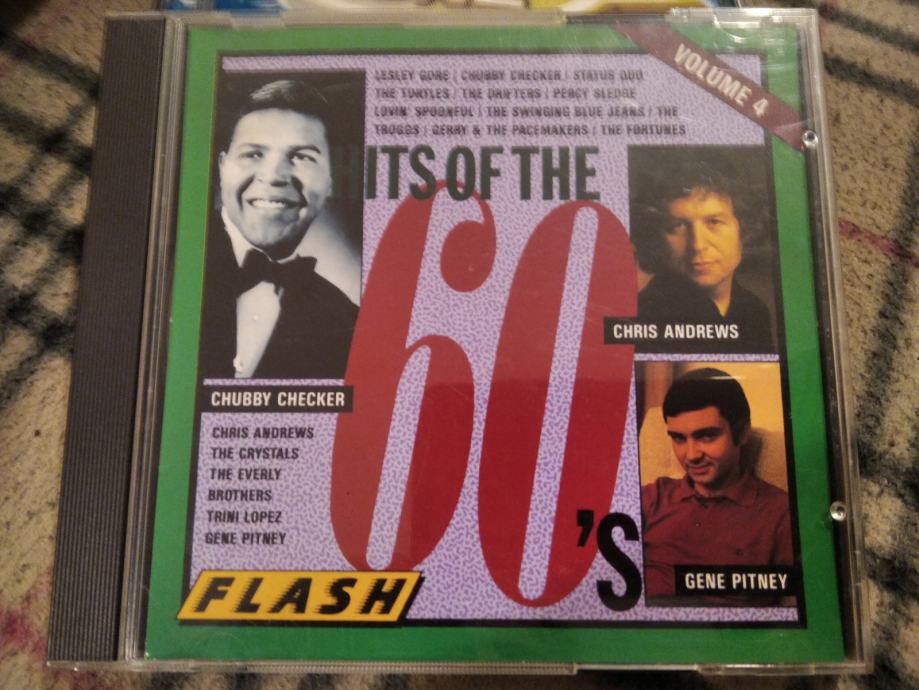 VOLUME 4
LESLEY GORE / CHUBBY CHECKER / STATUS QUO
THE TURTLES / THE DRIFTERS / PERCY SLEDGE
LOVIN' SPOONFUL / THE SWINGING BLUE JEANS / THE
TROGGS / GERRY & THE PACEMAKERS / THE FORTUNES
HITS OF THE
60's
CHRIS ANDREWS
CHUBBY CHECKER
CHRIS ANDREWS
THE CRYSTALS
THE EVERLY
BROTHERS
TRINI LOPEZ
GENE PITNEY
GENE PITNEY
FLASH